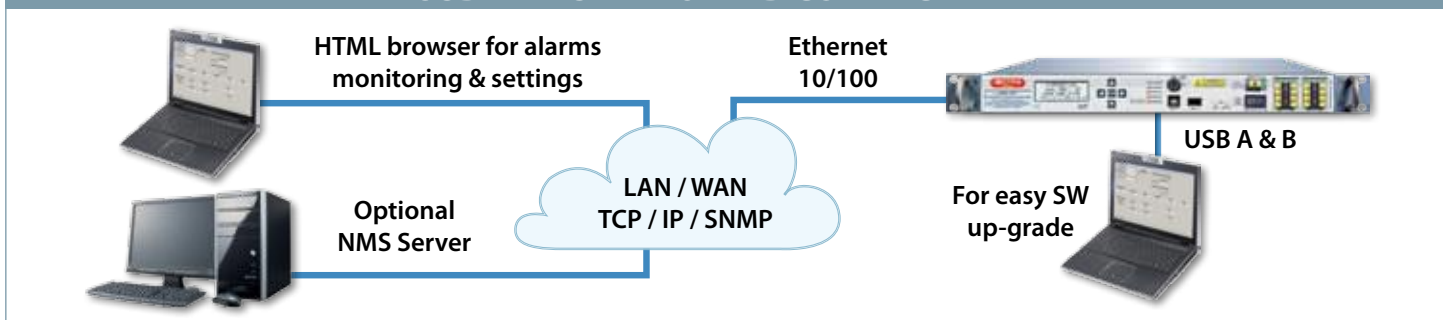 HTML browser for alarms
monitoring & settings
Ethernet
10/100
USB A & B
LAN / WAN
TCP / IP / SNMP
Optional
NMS Server
For easy SW
up-grade